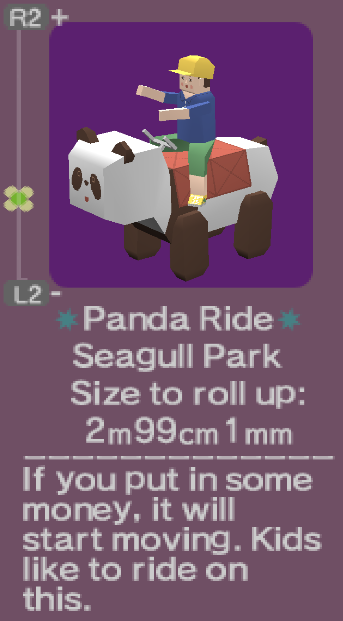 R2 +
L2 -
Panda Ride
Seagull Park
Size to roll up:
2m99cm1mm
If you put in some
money, it will
start moving. Kids
like to ride on
this.